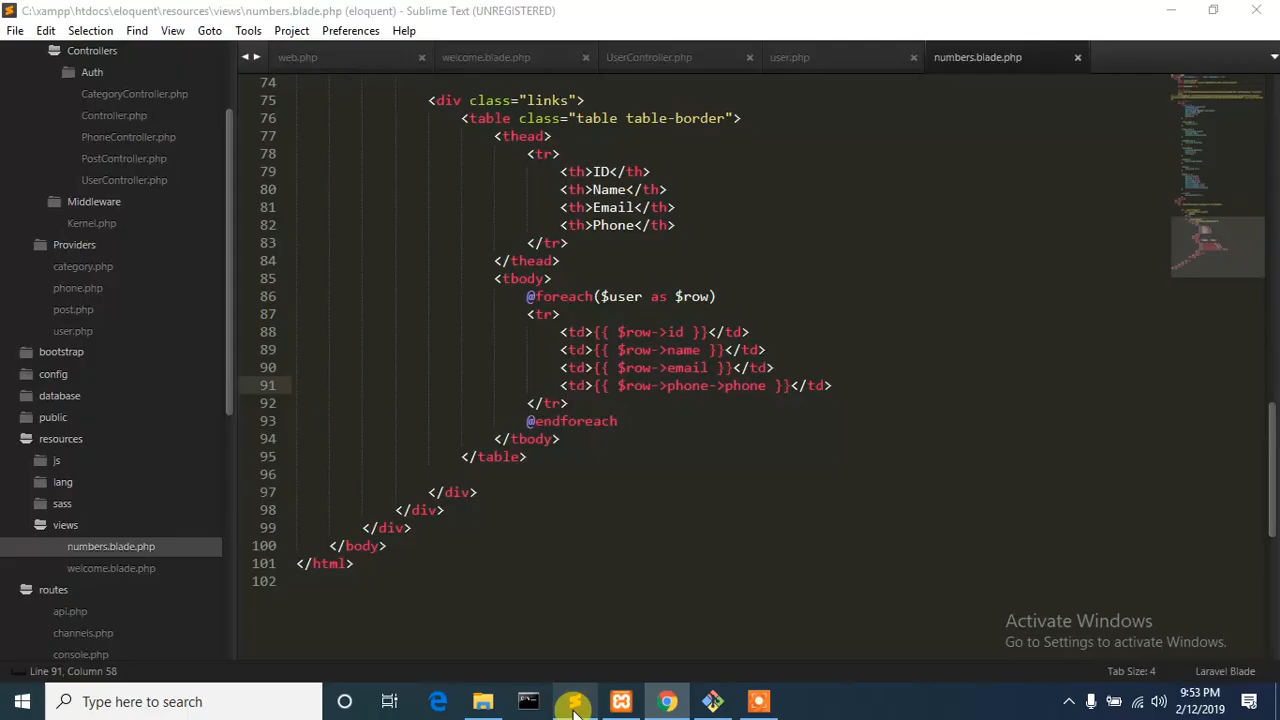 C:\xampp\htdocs\eloquent\resources\views\numbers.blade.php (eloquent) - Sublime Text (UNREGISTERED)
File Edit Selection Find View Goto Tools Project Preferences Help
Controllers
Auth
CategoryController.php
Controller.php
PhoneController.php
PostController.php
UserController.php
Middleware
Kernel.php
Providers
category.php
phone.php
post.php
user.php
bootstrap
config
database
public
resources
js
lang
sass
views
numbers.blade.php
welcome.blade.php
routes
api.php
channels.php
console.php
web.php welcome.blade.php UserController.php user.php numbers.blade.php
74
75 <div class="links">
76 <table class="table table-border">
77 <thead>
78 <tr>
79 <th>ID</th>
80 <th>Name</th>
81 <th>Email</th>
82 <th>Phone</th>
83 </tr>
84 </thead>
85 <tbody>
86 @foreach($user as $row)
87 <tr>
88 <td>{{ $row->id }}</td>
89 <td>{{ $row->name }}</td>
90 <td>{{ $row->email }}</td>
91 <td>{{ $row->phone->phone }}</td>
92 </tr>
93 @endforeach
94 </tbody>
95 </table>
96
97 </div>
98 </div>
99 </div>
100 </body>
101 </html>
102
Activate Windows
Go to Settings to activate Windows.
Line 91, Column 58 Tab Size: 4 Laravel Blade
Type here to search
9:53 PM
2/12/2019